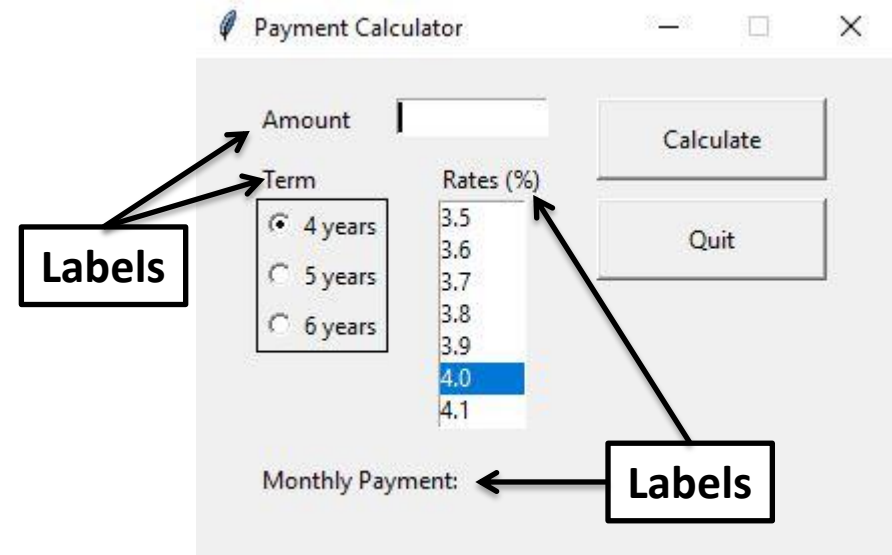 Payment Calculator
Amount
Calculate
Term
Rates (%)
4 years
5 years
6 years
3.5
3.6
3.7
3.8
3.9
4.0
4.1
Quit
Labels
Monthly Payment:
Labels